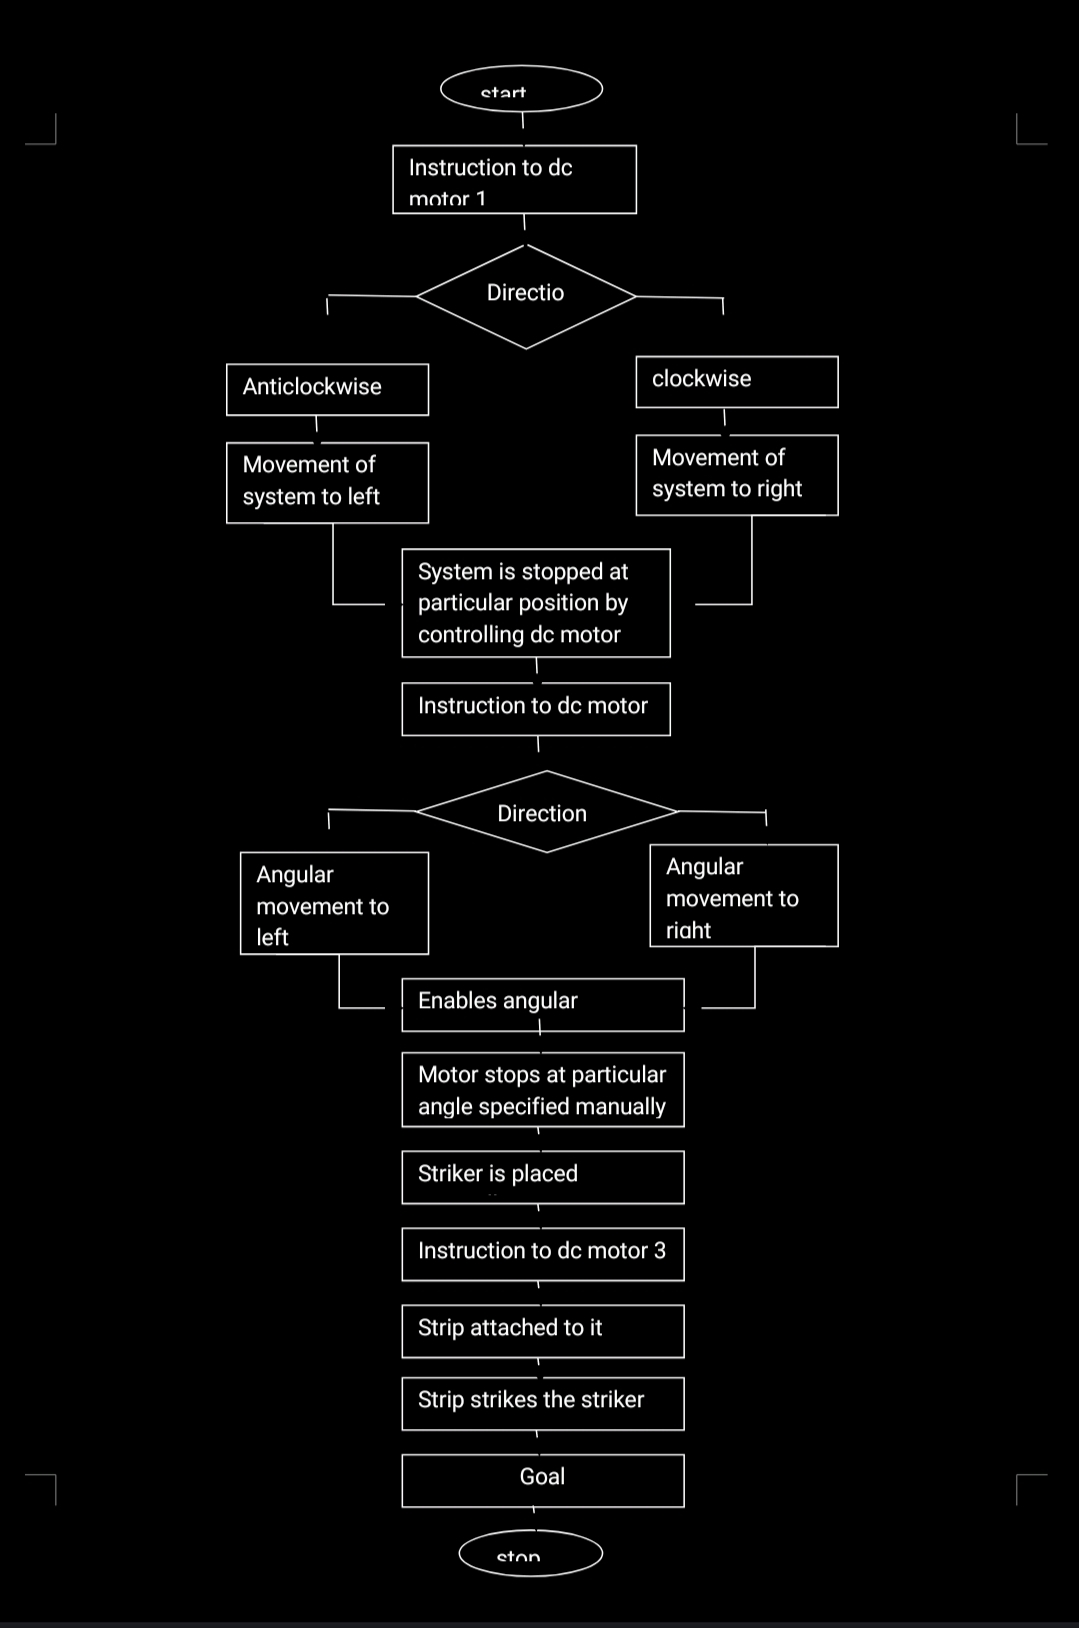 start
Instruction to dc
motor 1
Directio
Anticlockwise
clockwise
Movement of
system to left
Movement of
system to right
System is stopped at
particular position by
controlling dc motor
Instruction to dc motor
Direction
Angular
movement to
left
Angular
movement to
right
Enables angular
Motor stops at particular
angle specified manually
Striker is placed
Instruction to dc motor 3
Strip attached to it
Strip strikes the striker
Goal
stop